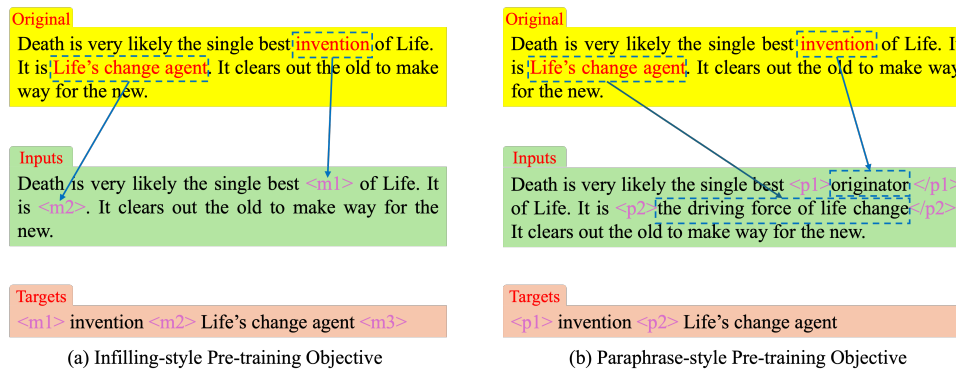 Original
Death is very likely the single best invention of Life.
It is Life's change agent. It clears out the old to make
way for the new.
Inputs
Death is very likely the single best <m1> of Life. It
is <m2>. It clears out the old to make way for the
new.
Targets
<m1> invention <m2> Life's change agent <m3>
(a) Infilling-style Pre-training Objective
Original
Death is very likely the single best invention of Life. It
is Life's change agent. It clears out the old to make way
for the new.
Inputs
Death is very likely the single best <p1>originator </p1>
of Life. It is <p2>the driving force of life change</p2>
It clears out the old to make way for the new.
Targets
<p1> invention <p2> Life's change agent
(b) Paraphrase-style Pre-training Objective